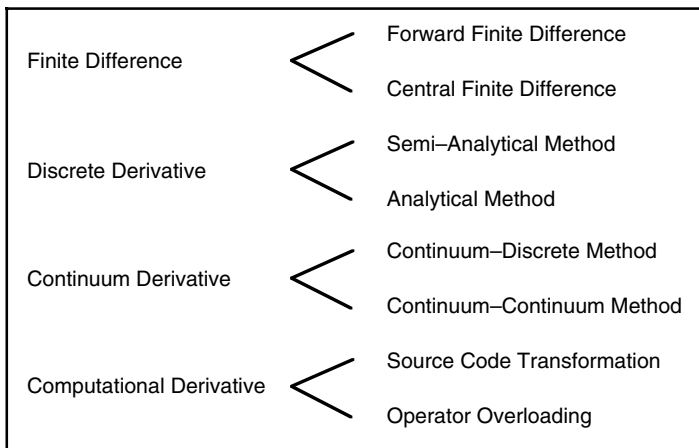 Finite Difference
Forward Finite Difference
Central Finite Difference
Discrete Derivative
Semi–Analytical Method
Analytical Method
Continuum Derivative
Continuum–Discrete Method
Continuum–Continuum Method
Computational Derivative
Source Code Transformation
Operator Overloading